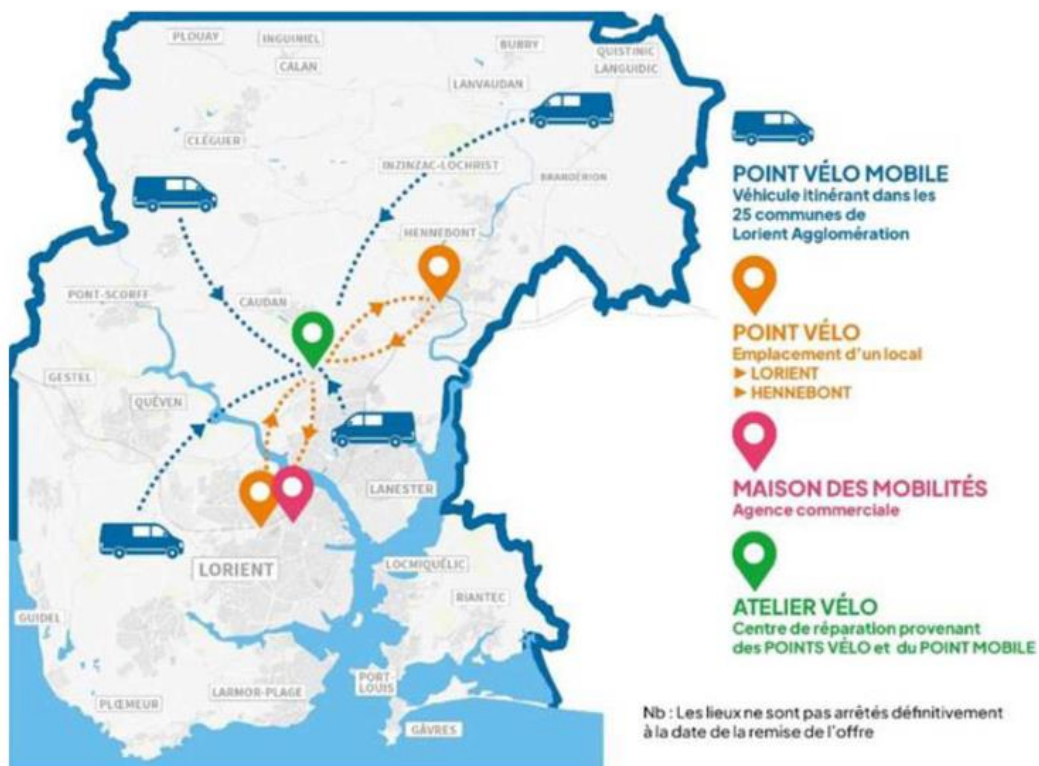 PLOUAY
INGUINIEL
CALAN
BUBRY
QUISTINIC
LANGUIDIC
LANVAUDAN
CLÉGUER
INZINZAC-LOCHRIST
BRANDÉRION
HENNEBONT
PONT-SCORFF
CAUDAN
GESTEL
QUÉVEN
LANESTER
LORIENT
LOCMIQUÉLIC
RIANTEC
GUIDEL
PORT-
LOUIS
PLŒMEUR
LARMOR-PLAGE
GÂVRES
POINT VÉLO MOBILE
Véhicule itinérant dans les
25 communes de
Lorient Agglomération
POINT VÉLO
Emplacement d'un local
► LORIENT
► HENNEBONT
MAISON DES MOBILITÉS
Agence commerciale
ATELIER VÉLO
Centre de réparation provenant
des POINTS VÉLO et du POINT MOBILE
Nb : Les lieux ne sont pas arrêtés définitivement
à la date de la remise de l'offre